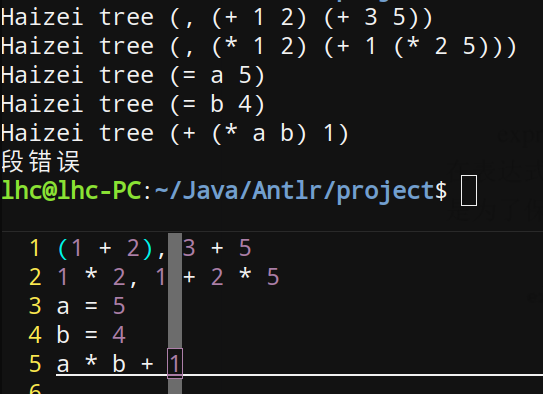 Haizei tree (, (+ 1 2) (+ 3 5))
Haizei tree (, (* 1 2) (+ 1 (* 2 5)))
Haizei tree (= a 5)
Haizei tree (= b 4)
Haizei tree (+ (* a b) 1)
段错误
lhc@lhc-PC:~/Java/Antlr/project$
1 (1 + 2), 3 + 5
2 1 * 2, 1 + 2 * 5
3 a = 5
4 b = 4
5 a * b + 1
6